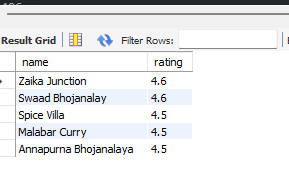 Result Grid Filter Rows:
name rating
Zaika Junction 4.6
Swaad Bhojanalay 4.6
Spice Villa 4.5
Malabar Curry 4.5
Annapurna Bhojanalaya 4.5